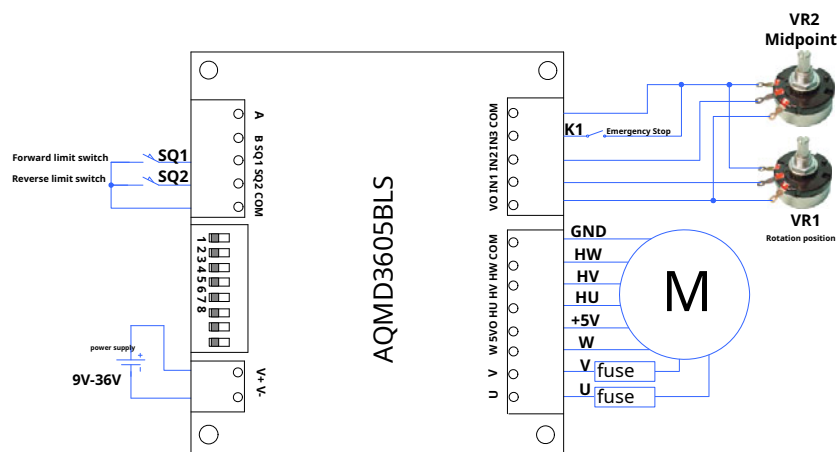 VR2
Midpoint
A
B SQ1 SQ2 COM
SQ1
SQ2
Forward limit switch
Reverse limit switch
1
2
3
4
5
6
7
8
power supply
9V-36V
+
-
V+ V-
AQMD3605BLS
VO IN1 IN2 IN3 COM
K1
Emergency Stop
VR1
Rotation position
U V W 5VO HU HV HW COM
GND
HW
HV
HU
+5V
W
V
U
fuse
fuse
M